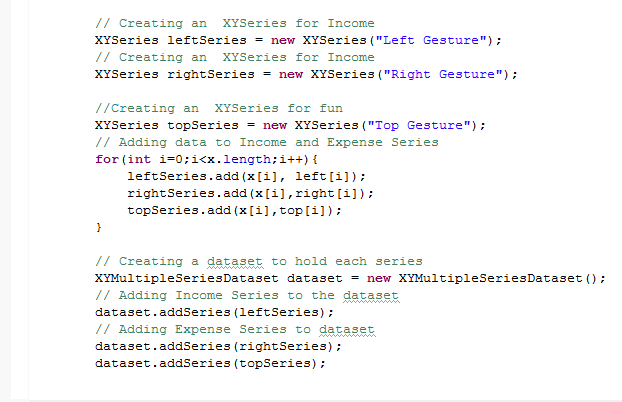 // Creating an  XYSeries for Income
XYSeries leftSeries = new XYSeries("Left Gesture");
// Creating an  XYSeries for Income
XYSeries rightSeries = new XYSeries("Right Gesture");
//Creating an  XYSeries for fun
XYSeries topSeries = new XYSeries("Top Gesture");
// Adding data to Income and Expense Series
for(int i=0;i<x.length;i++){
leftSeries.add(x[i], left[i]);
rightSeries.add(x[i],right[i]);
topSeries.add(x[i],top[i]);
}
// Creating a dataset to hold each series
XYMultipleSeriesDataset dataset = new XYMultipleSeriesDataset();
// Adding Income Series to the dataset
dataset.addSeries(leftSeries);
// Adding Expense Series to dataset
dataset.addSeries(rightSeries);
dataset.addSeries(topSeries);